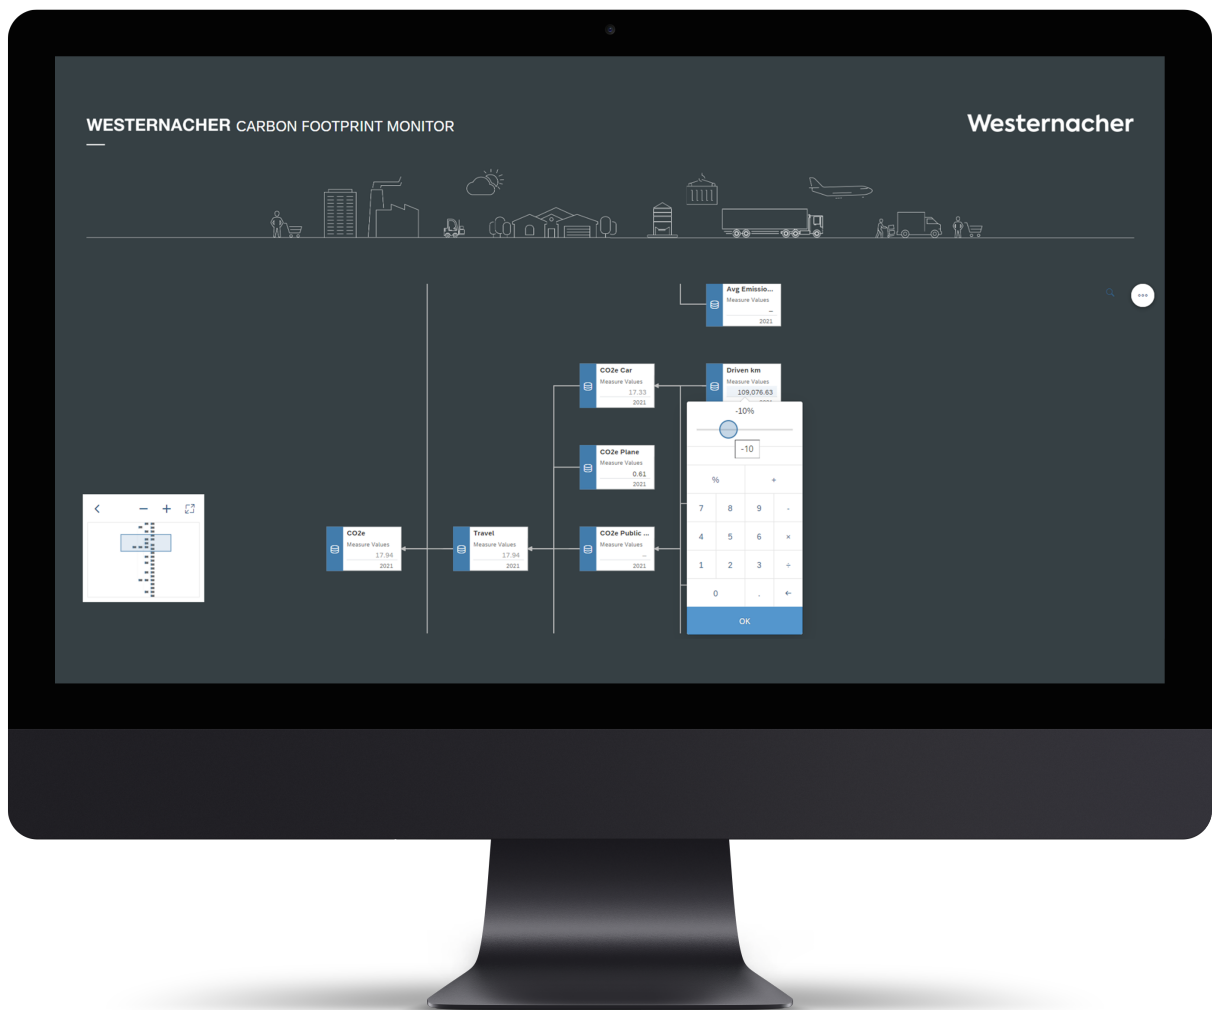 WESTERNACHER CARBON FOOTPRINT MONITOR
Westernacher
Avg Emissio...
Measure Values
–
2021
CO2e Car
Measure Values
17.33
2021
Driven km
Measure Values
109,076.63
-10%
-10
CO2e Plane
Measure Values
0.61
2021
% +
7 8 9 -
4 5 6 ×
1 2 3 ÷
0 . ←
OK
CO2e
Measure Values
17.94
2021
Travel
Measure Values
17.94
2021
CO2e Public ...
Measure Values
–
2021